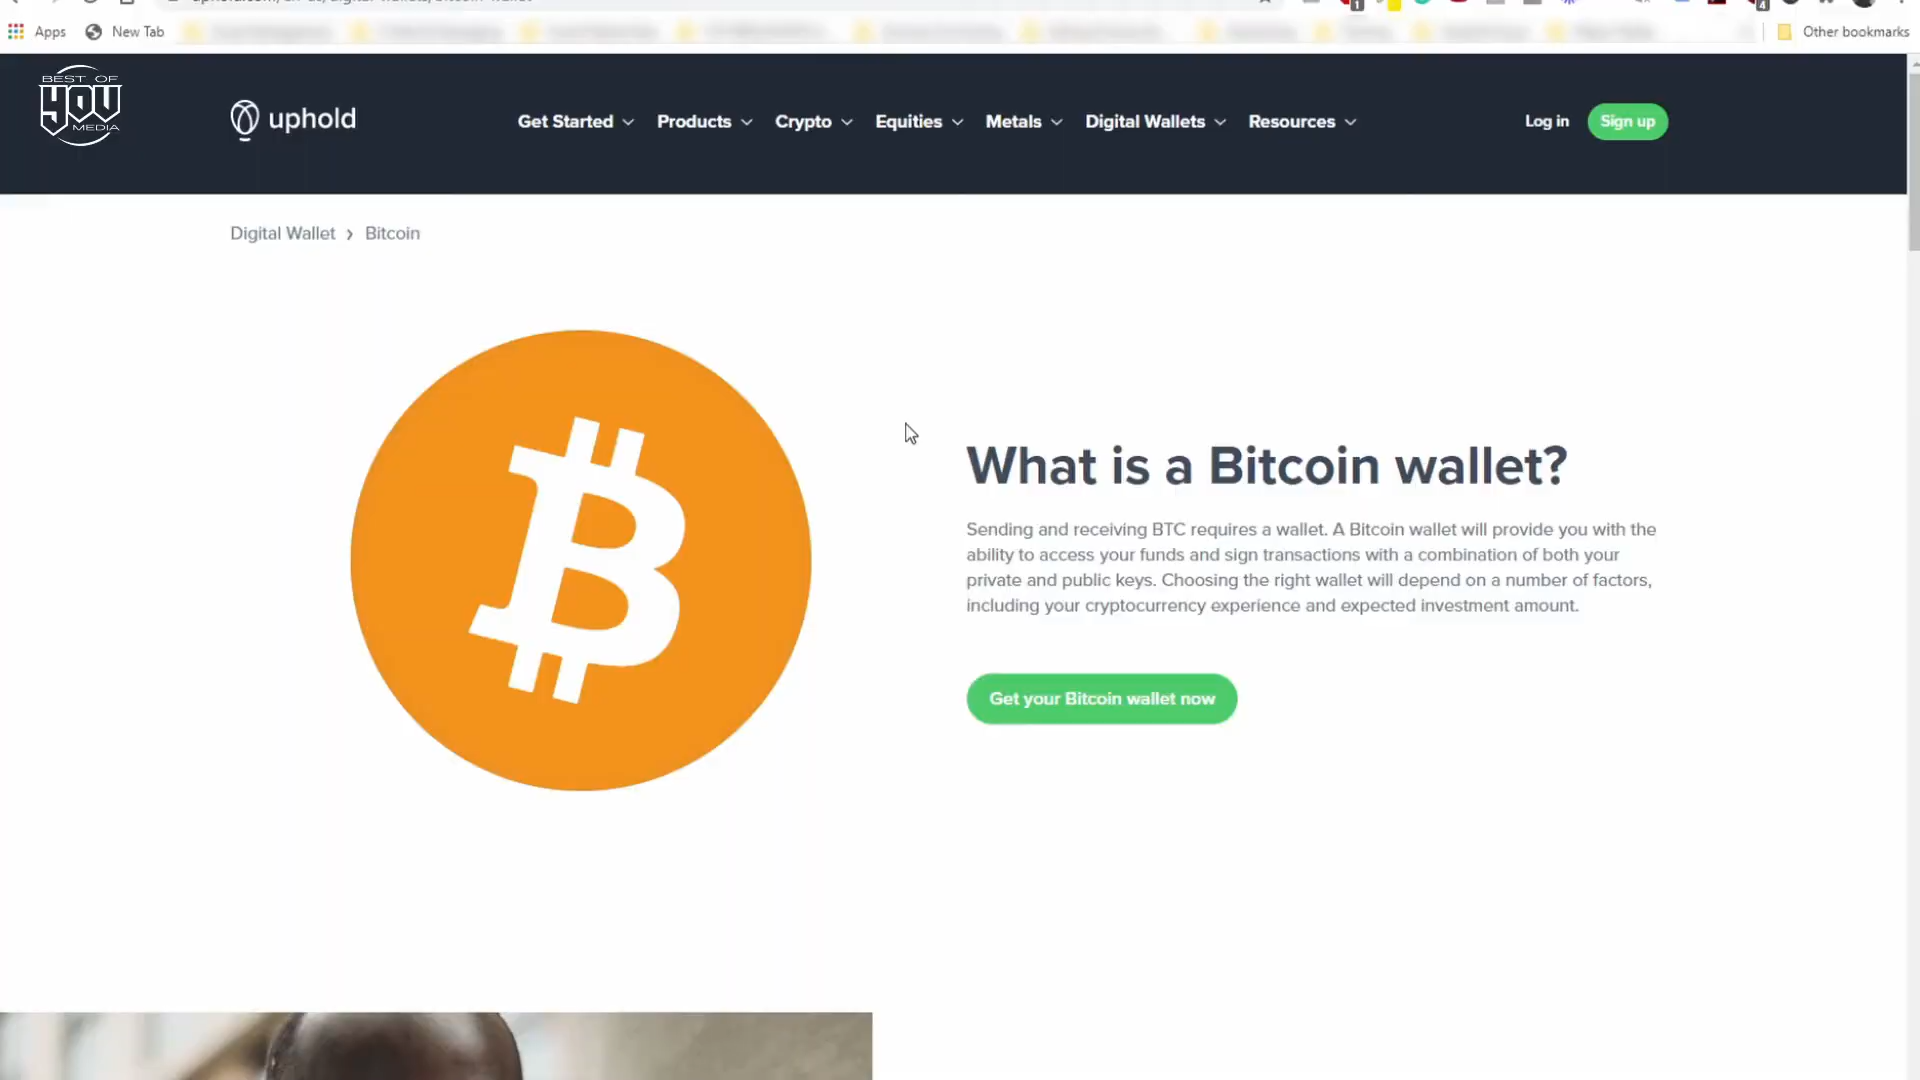 Apps
New Tab
Other bookmarks
BEST OF
YOU
MEDIA
uphold
Get Started
Products
Crypto
Equities
Metals
Digital Wallets
Resources
Log in
Sign up
Digital Wallet › Bitcoin
What is a Bitcoin wallet?
Sending and receiving BTC requires a wallet. A Bitcoin wallet will provide you with the
ability to access your funds and sign transactions with a combination of both your
private and public keys. Choosing the right wallet will depend on a number of factors,
including your cryptocurrency experience and expected investment amount.
Get your Bitcoin wallet now